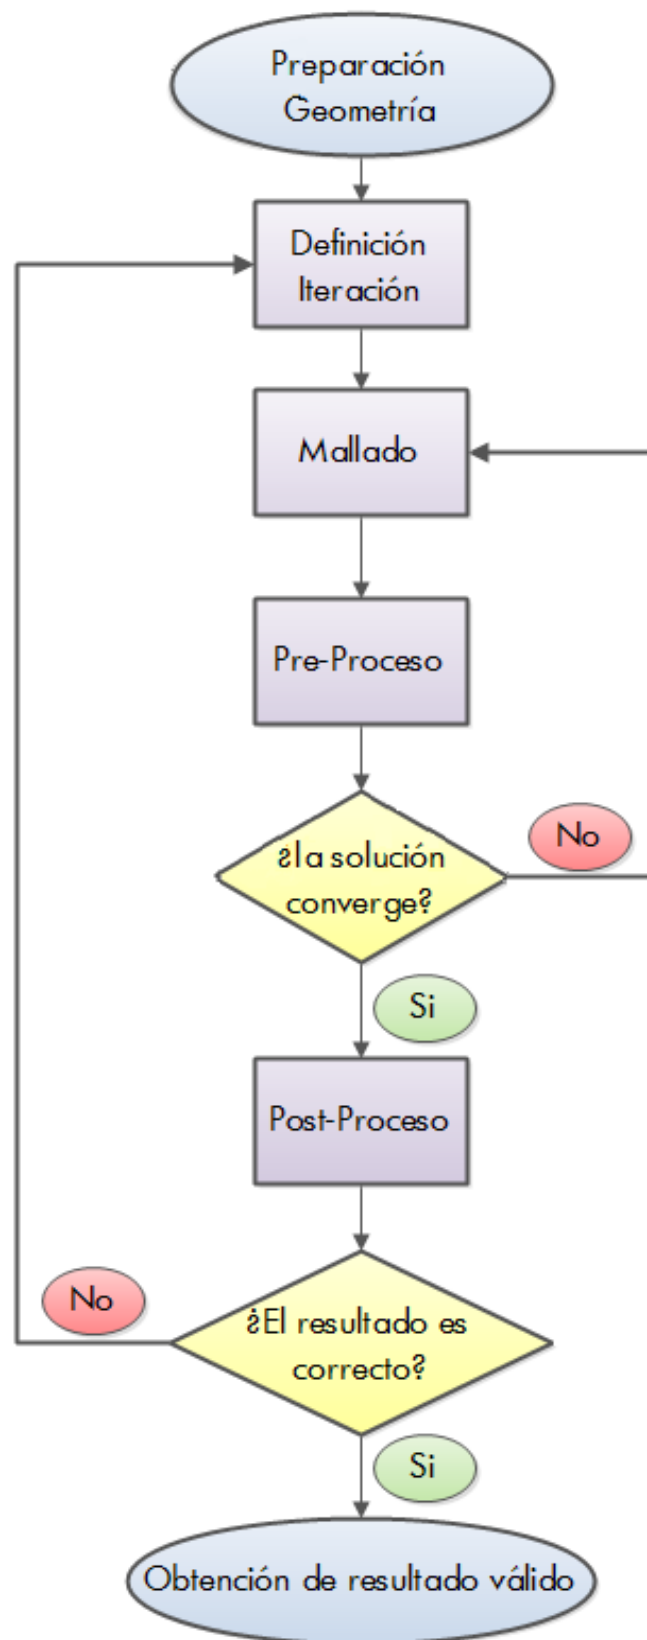 Preparación
Geometría
Definición
Iteración
Mallado
Pre-Proceso
¿la solución
converge?
No
Si
Post-Proceso
¿El resultado es
correcto?
No
Si
Obtención de resultado válido